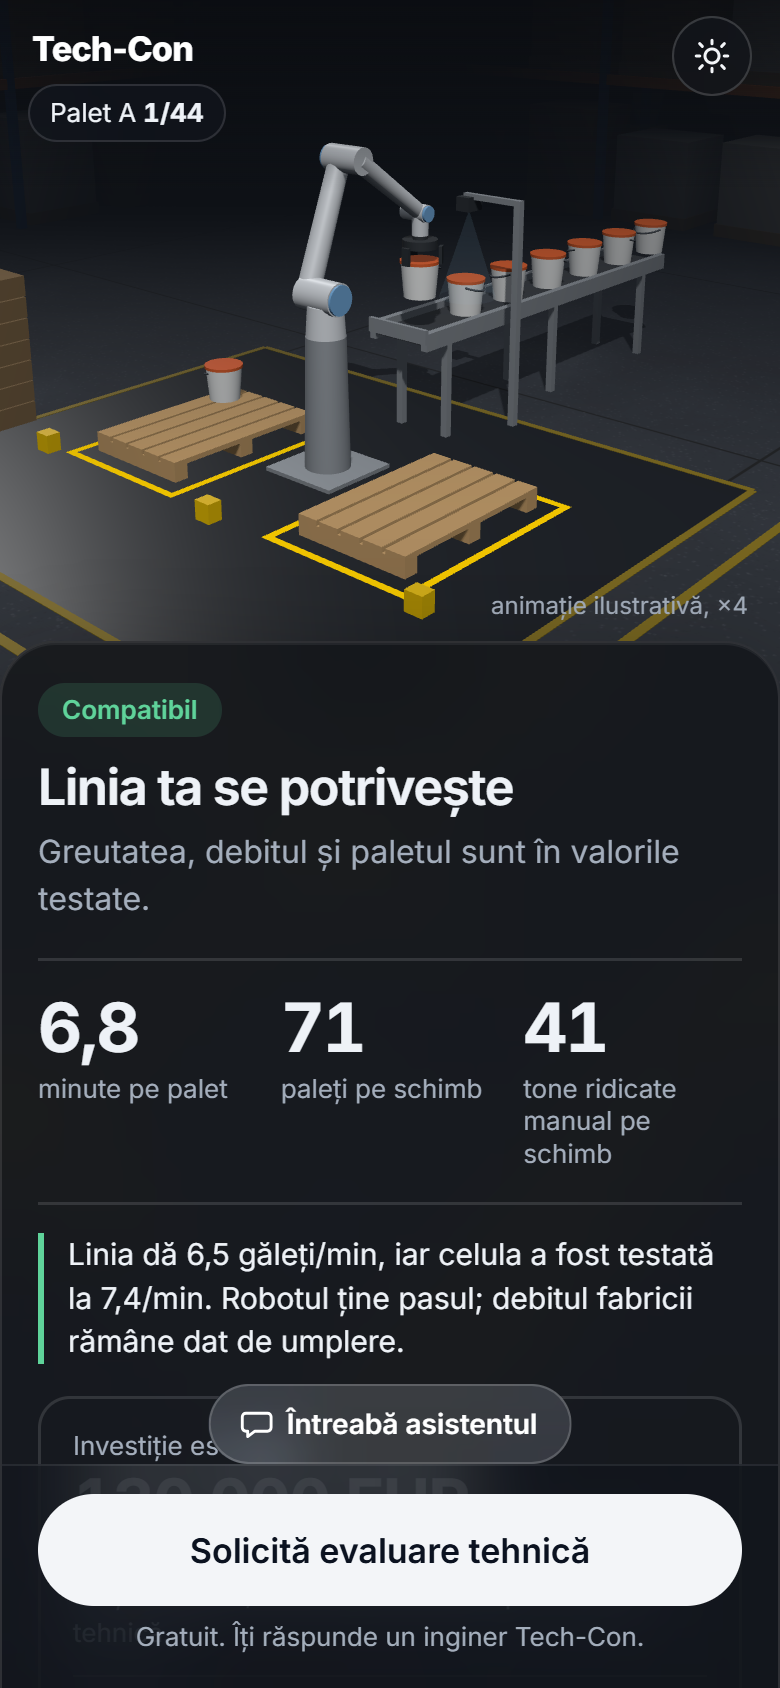 Tech-Con
Palet A 1/44
animație ilustrativă, ×4
Compatibil
Linia ta se potrivește
Greutatea, debitul și paletul sunt în valorile
testate.
6,8
minute pe palet
71
paleți pe schimb
41
tone ridicate
manual pe
schimb
Linia dă 6,5 găleți/min, iar celula a fost testată
la 7,4/min. Robotul ține pasul; debitul fabricii
rămâne dat de umplere.
Investiție es
Întreabă asistentul
Solicită evaluare tehnică
Gratuit. Îți răspunde un inginer Tech-Con.